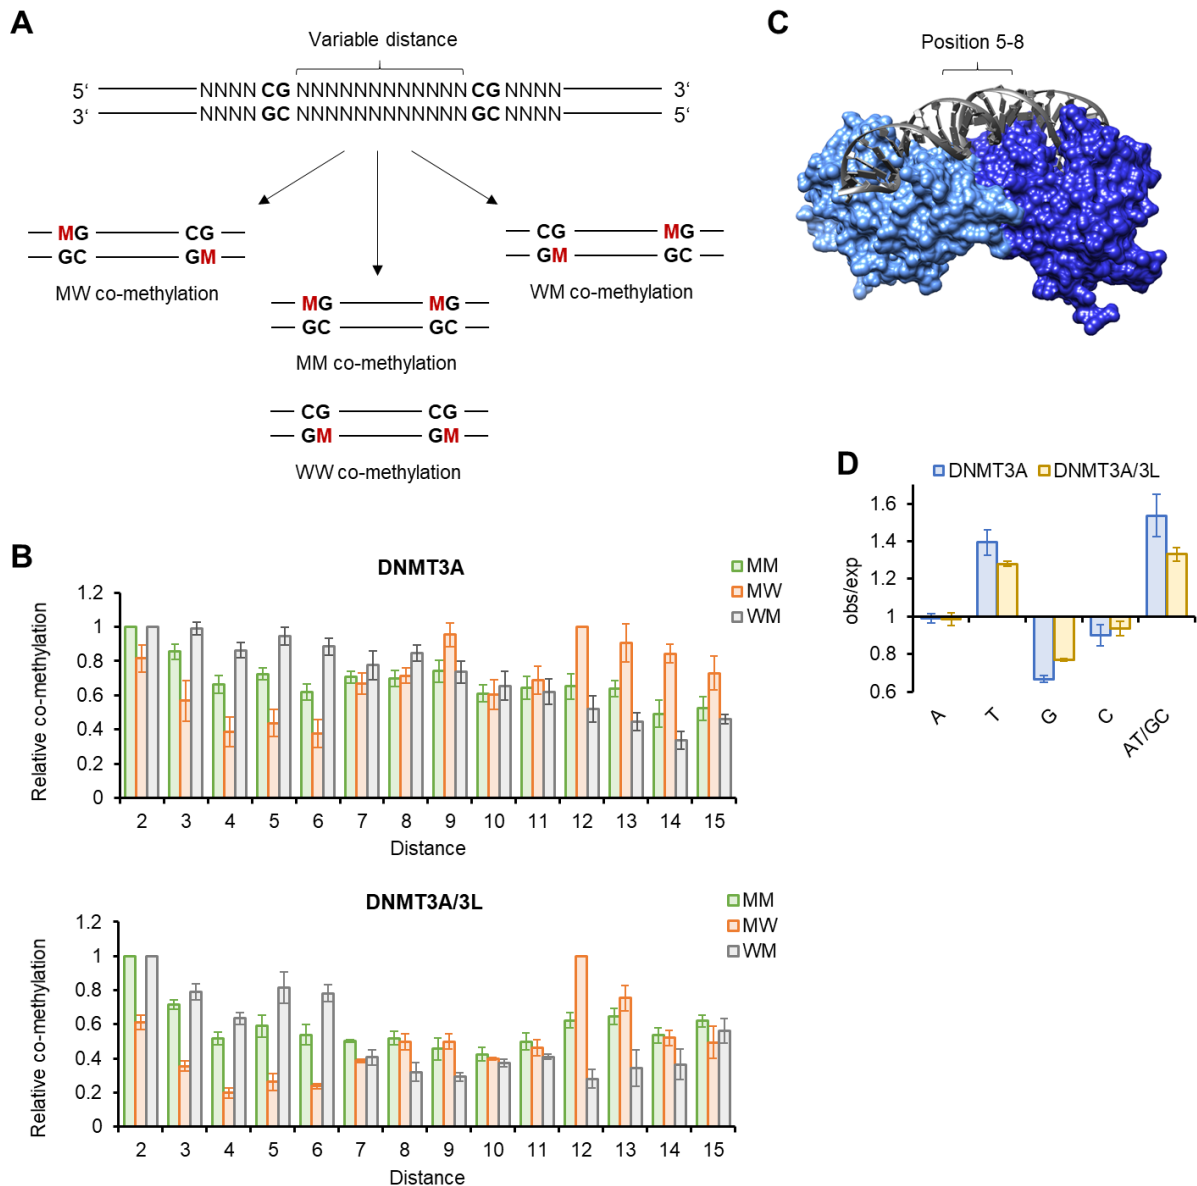 A
Variable distance
5‘ NNNN CG NNNNNNNNNNNN CG NNNN 3‘
3‘ NNNN GC NNNNNNNNNNNN GC NNNN 5‘
MG CG
GC GM
MW co-methylation
MG MG
GC GC
MM co-methylation
CG CG
GM GM
WW co-methylation
CG MG
GM GC
WM co-methylation
B
DNMT3A
MM
MW
WM
Relative co-methylation
1.2
1
0.8
0.6
0.4
0.2
0
2 3 4 5 6 7 8 9 10 11 12 13 14 15
Distance
DNMT3A/3L
MM
MW
WM
Relative co-methylation
1.2
1
0.8
0.6
0.4
0.2
0
2 3 4 5 6 7 8 9 10 11 12 13 14 15
Distance
C
Position 5-8
D
DNMT3A DNMT3A/3L
obs/exp
1.6
1.4
1.2
1
0.8
0.6
A T G C AT/GC